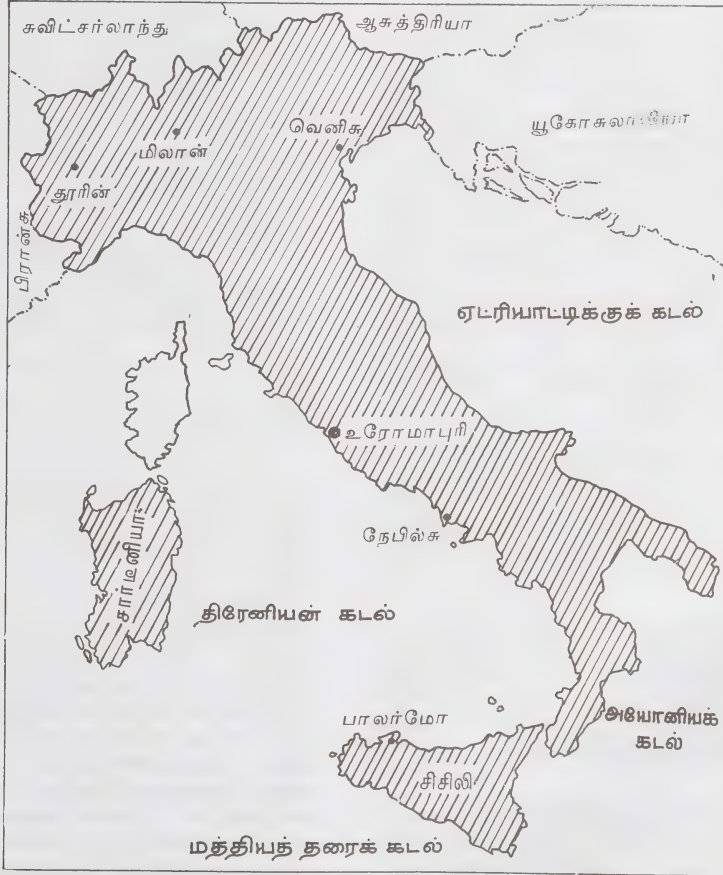 சுவிட்சர்லாந்து
ஆசுத்திரியா
யூகோசுலாவியா
வெனிசு
மிலான்
தூரின்
பிரான்சு
ஏட்ரியாட்டிக்குக் கடல்
உரோமாபுரி
நேபில்சு
சார்டீனியா
திரேனியன் கடல்
அயோனியக்
கடல்
பாலர்மோ
சிசிலி
மத்தியத் தரைக் கடல்